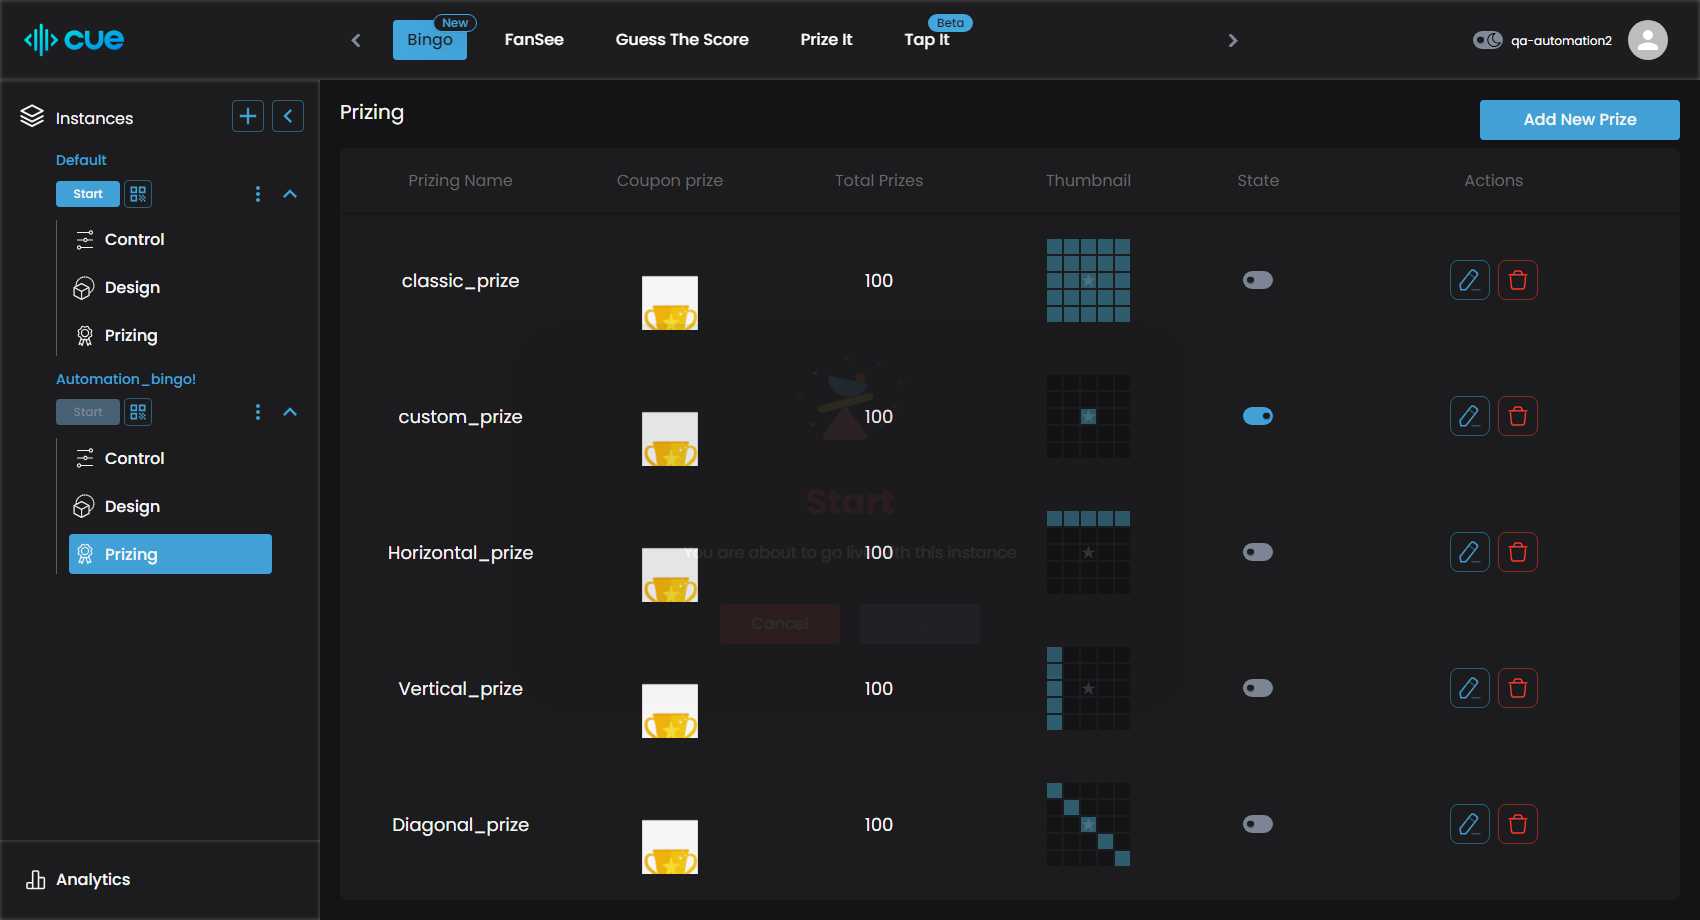 cue
Bingo
New
FanSee
Guess The Score
Prize It
Tap It
Beta
qa-automation2
Instances
Default
Start
Control
Design
Prizing
Automation_bingo!
Start
Control
Design
Prizing
Analytics
Prizing
Add New Prize
Prizing Name Coupon prize Total Prizes Thumbnail State Actions
classic_prize 100
custom_prize 100
Start
Horizontal_prize 100
You are about to go live with this instance
Cancel
Vertical_prize 100
Diagonal_prize 100